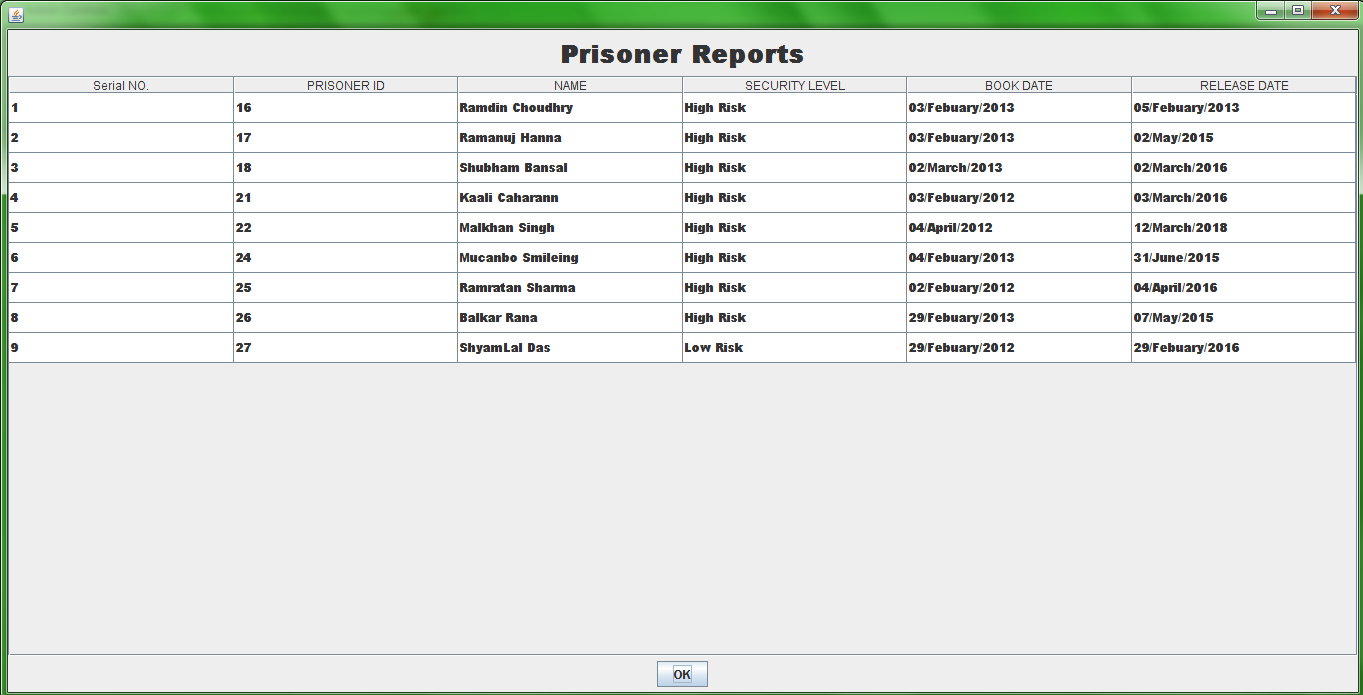 Prisoner Reports
Serial NO. PRISONER ID NAME SECURITY LEVEL BOOK DATE RELEASE DATE
1 16 Ramdin Choudhry High Risk 03/Febuary/2013 05/Febuary/2013
2 17 Ramanuj Hanna High Risk 03/Febuary/2013 02/May/2015
3 18 Shubham Bansal High Risk 02/March/2013 02/March/2016
4 21 Kaali Caharann High Risk 03/Febuary/2012 03/March/2016
5 22 Malkhan Singh High Risk 04/April/2012 12/March/2018
6 24 Mucanbo Smileing High Risk 04/Febuary/2013 31/June/2015
7 25 Ramratan Sharma High Risk 02/Febuary/2012 04/April/2016
8 26 Balkar Rana High Risk 29/Febuary/2013 07/May/2015
9 27 ShyamLal Das Low Risk 29/Febuary/2012 29/Febuary/2016
OK